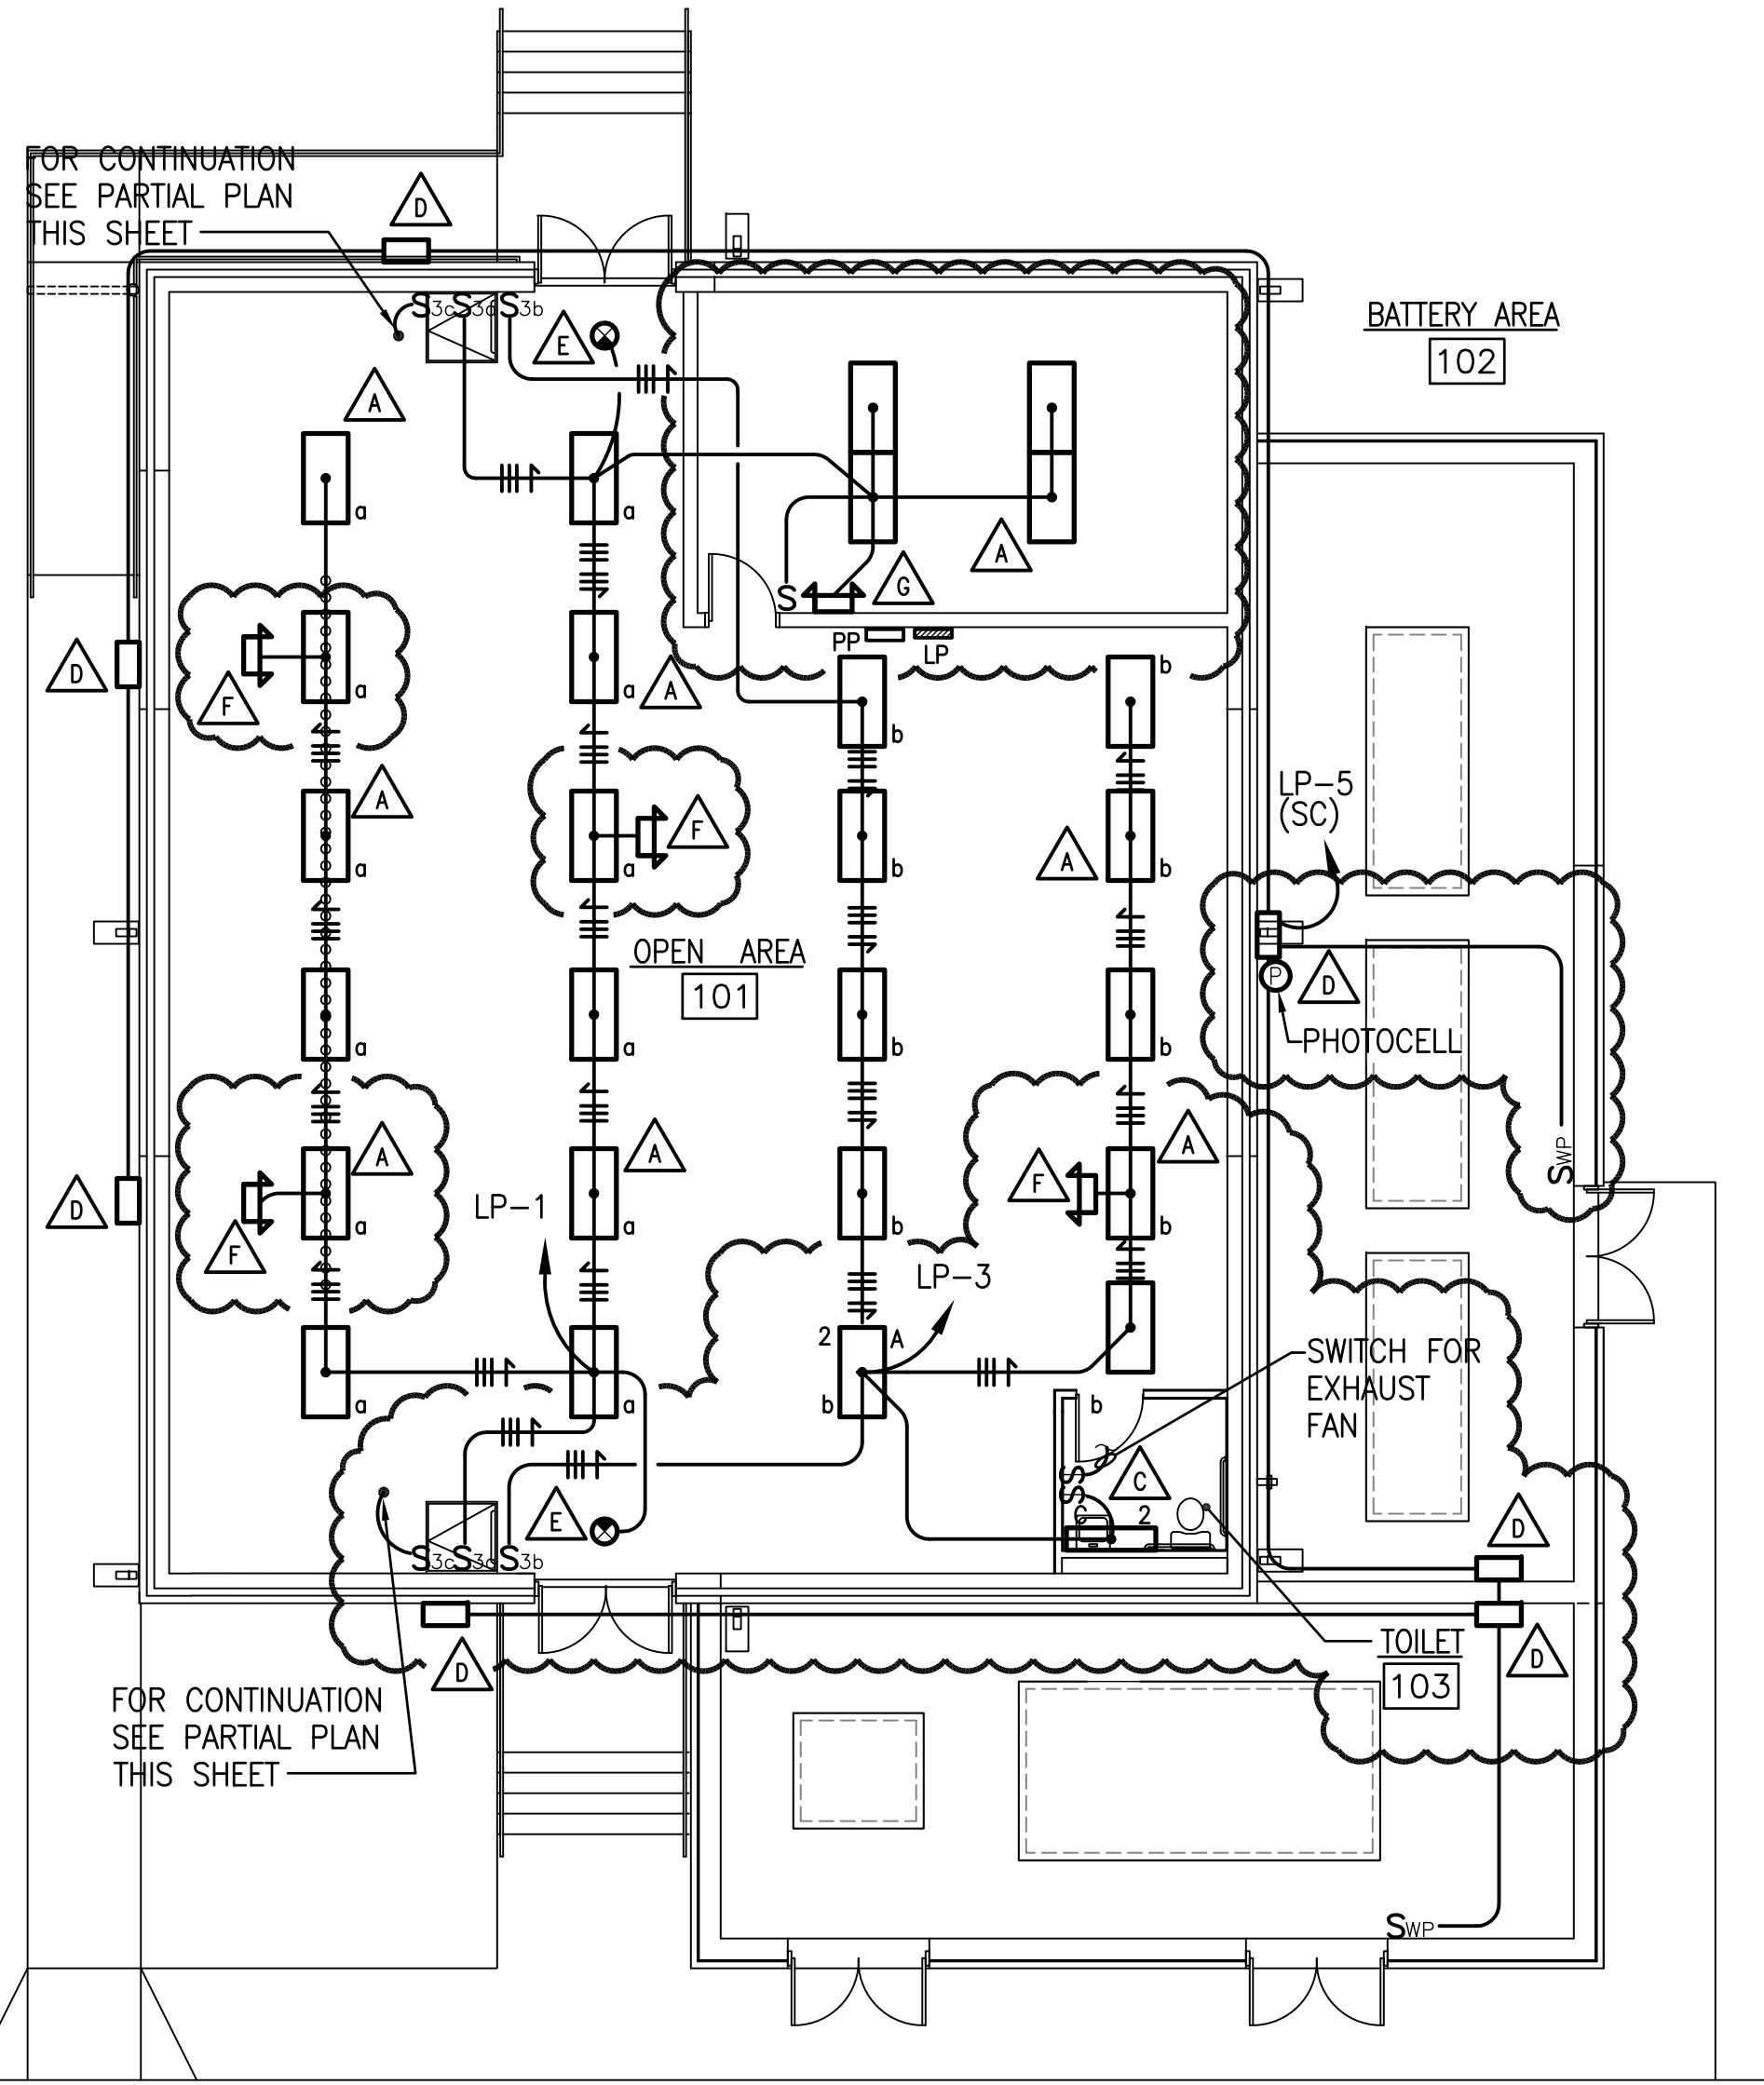 FOR CONTINUATION
SEE PARTIAL PLAN
THIS SHEET
D
S3c S3a S3b
E
BATTERY AREA
102
A
a
a
A
G
S
PP
LP
D
F
a
a
A
b
b
A
F
a
a
F
b
A
b
LP-5
(SC)
OPEN AREA
101
P
D
PHOTOCELL
a
a
b
b
A
A
A
F
SWP
D
F
a
LP-1
a
b
b
LP-3
2
A
SWITCH FOR
EXHAUST
FAN
a
a
b
b
S
S
C
C
2
E
D
S3c S3a S3b
D
D
TOILET
103
FOR CONTINUATION
SEE PARTIAL PLAN
THIS SHEET
SWP